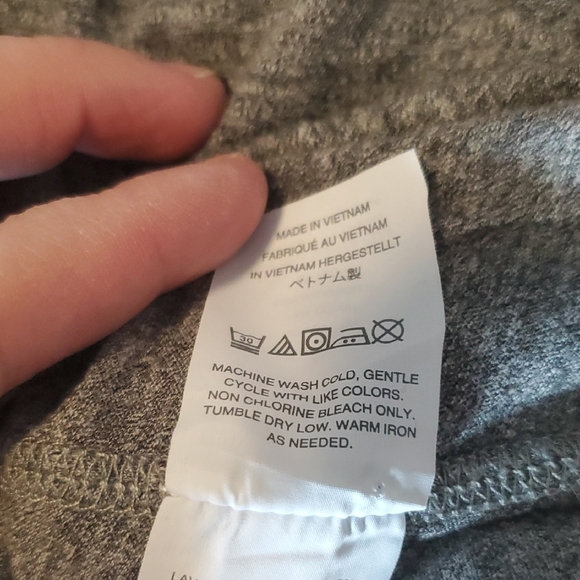 MADE IN VIETNAM
FABRIQUÉ AU VIETNAM
IN VIETNAM HERGESTELLT
ベトナム製
30
MACHINE WASH COLD, GENTLE
CYCLE WITH LIKE COLORS.
NON CHLORINE BLEACH ONLY.
TUMBLE DRY LOW. WARM IRON
AS NEEDED.